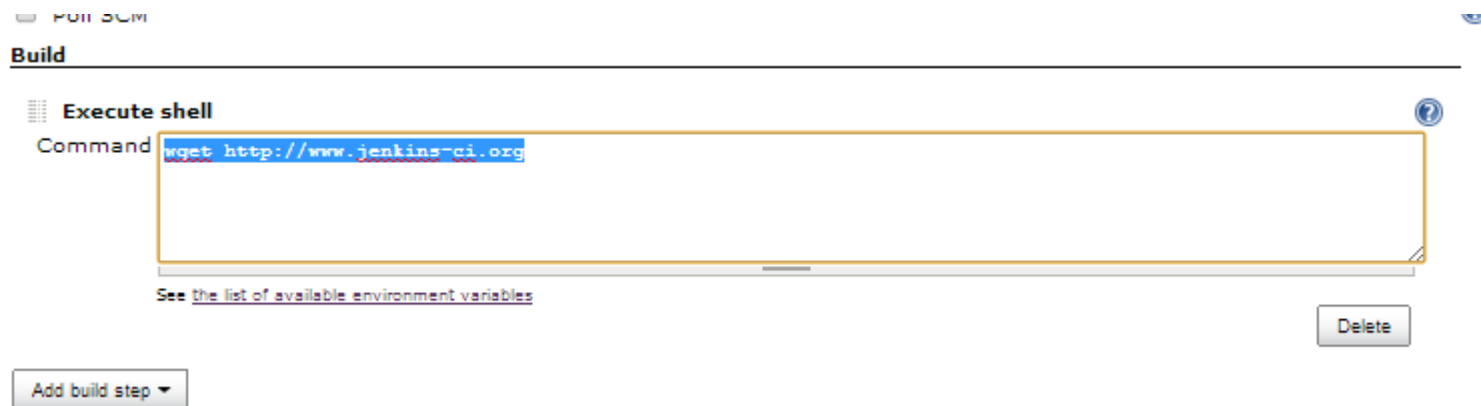 Poll SCM
Build
Execute shell
Command
wget http://www.jenkins-ci.org
See the list of available environment variables
Delete
Add build step